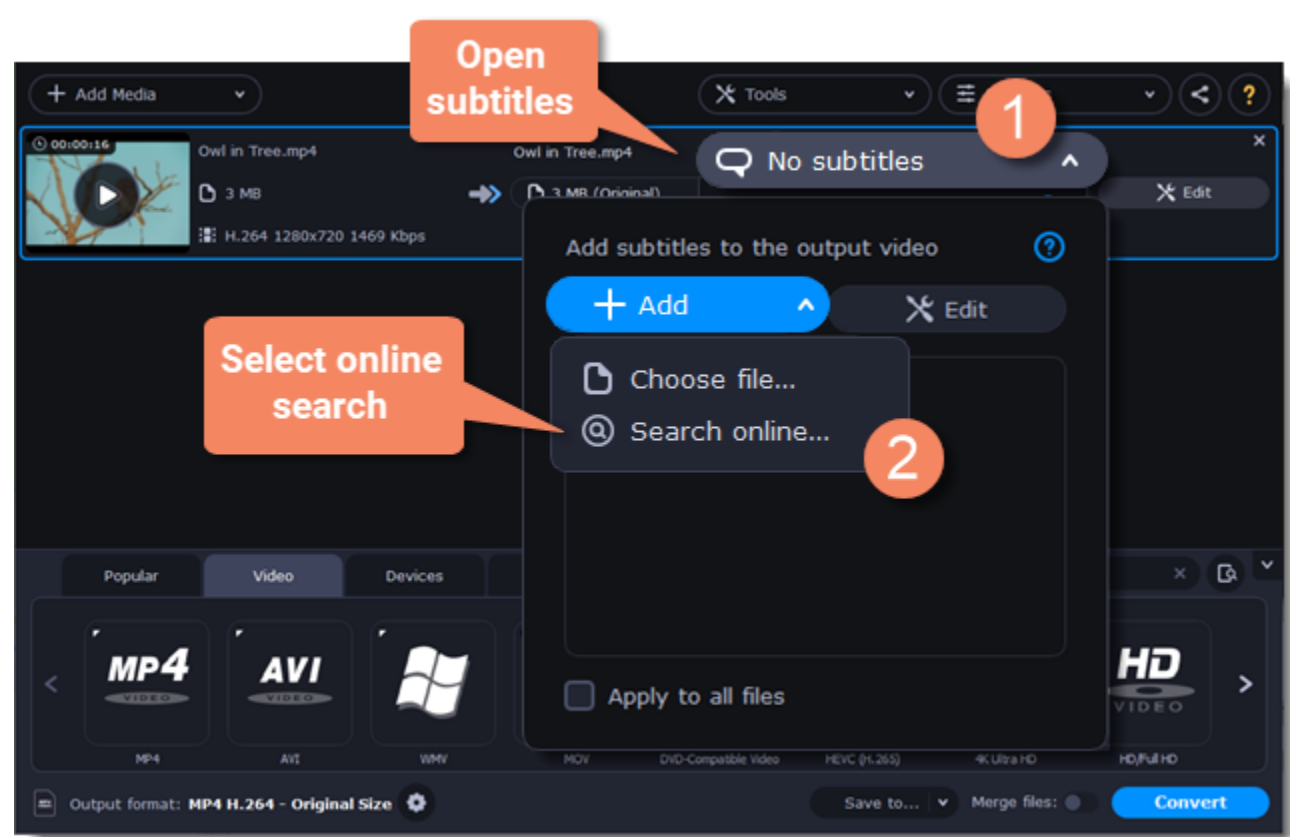 Open
subtitles
Add Media
Tools
1
?
00:00:16
Owl in Tree.mp4
Owl in Tree.mp4
No subtitles
3 MB
3 MB (Original)
Edit
H.264 1280x720 1469 Kbps
Add subtitles to the output video
?
Add
Edit
Select online
search
Choose file...
Search online...
2
Popular
Video
Devices
MP4
VIDEO
AVI
VIDEO
HD
VIDEO
Apply to all files
MP4
AVI
WMV
MOV
DVD-Compatible Video
HEVC (H.265)
4K Ultra HD
HD/Full HD
Output format: MP4 H.264 - Original Size
Save to...
Merge files:
Convert